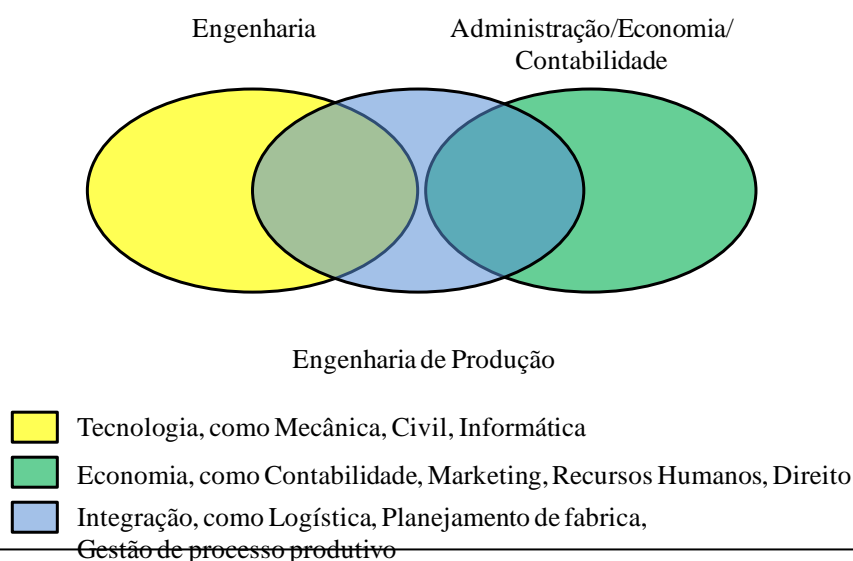 Engenharia
Administração/Economia/
Contabilidade
Engenharia de Produção
Tecnologia, como Mecânica, Civil, Informática
Economia, como Contabilidade, Marketing, Recursos Humanos, Direito
Integração, como Logística, Planejamento de fabrica,
Gestão de processo produtivo